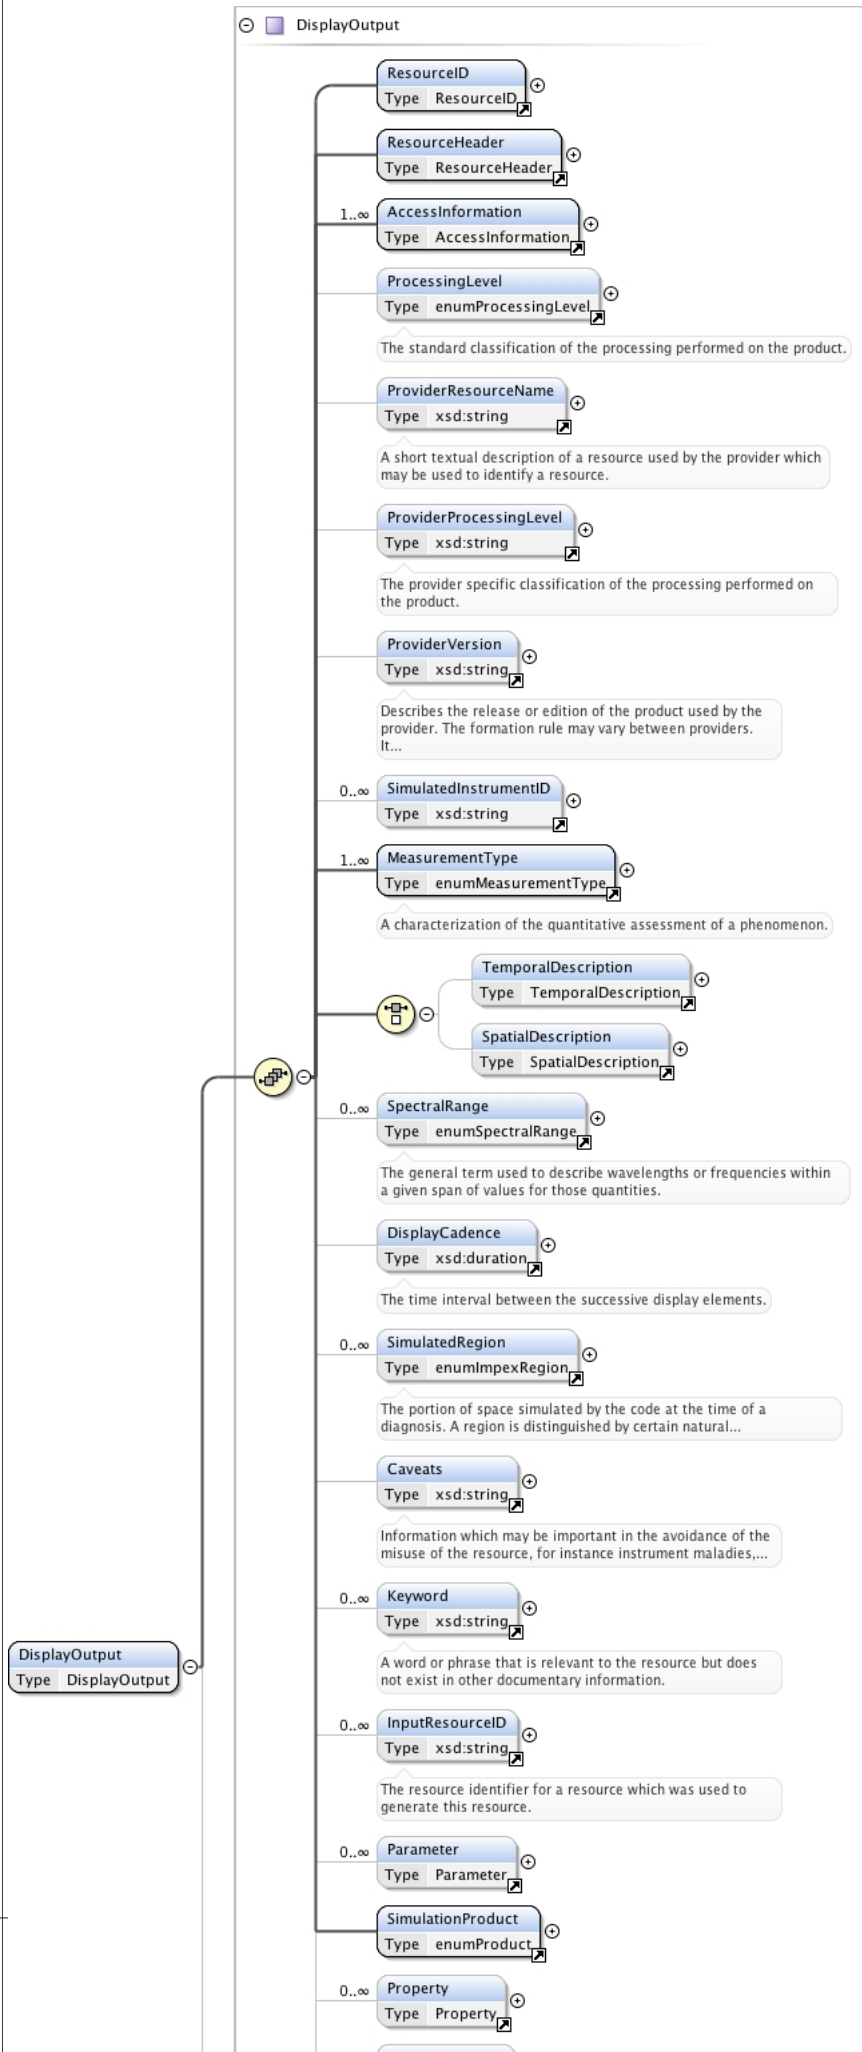 DisplayOutput
ResourceID
Type ResourceID
ResourceHeader
Type ResourceHeader
1..∞
AccessInformation
Type AccessInformation
ProcessingLevel
Type enumProcessingLevel
The standard classification of the processing performed on the product.
ProviderResourceName
Type xsd:string
A short textual description of a resource used by the provider which
may be used to identify a resource.
ProviderProcessingLevel
Type xsd:string
The provider specific classification of the processing performed on
the product.
ProviderVersion
Type xsd:string
Describes the release or edition of the product used by the
provider. The formation rule may vary between providers.
It...
0..∞
SimulatedInstrumentID
Type xsd:string
1..∞
MeasurementType
Type enumMeasurementType
A characterization of the quantitative assessment of a phenomenon.
TemporalDescription
Type TemporalDescription
SpatialDescription
Type SpatialDescription
0..∞
SpectralRange
Type enumSpectralRange
The general term used to describe wavelengths or frequencies within
a given span of values for those quantities.
DisplayCadence
Type xsd:duration
The time interval between the successive display elements.
0..∞
SimulatedRegion
Type enumImpexRegion
The portion of space simulated by the code at the time of a
diagnosis. A region is distinguished by certain natural...
Caveats
Type xsd:string
Information which may be important in the avoidance of the
misuse of the resource, for instance instrument maladies,...
0..∞
Keyword
Type xsd:string
A word or phrase that is relevant to the resource but does
not exist in other documentary information.
DisplayOutput
Type DisplayOutput
0..∞
InputResourceID
Type xsd:string
The resource identifier for a resource which was used to
generate this resource.
0..∞
Parameter
Type Parameter
SimulationProduct
Type enumProduct
0..∞
Property
Type Property